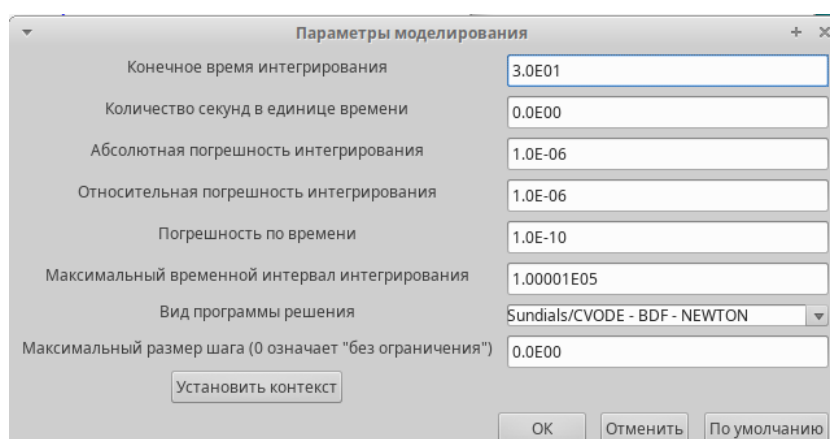 Параметры моделирования
Конечное время интегрирования 3.0E01
Количество секунд в единице времени 0.0E00
Абсолютная погрешность интегрирования 1.0E-06
Относительная погрешность интегрирования 1.0E-06
Погрешность по времени 1.0E-10
Максимальный временной интервал интегрирования 1.00001E05
Вид программы решения Sundials/CVODE - BDF - NEWTON
Максимальный размер шага (0 означает "без ограничения") 0.0E00
Установить контекст
ОК Отменить По умолчанию